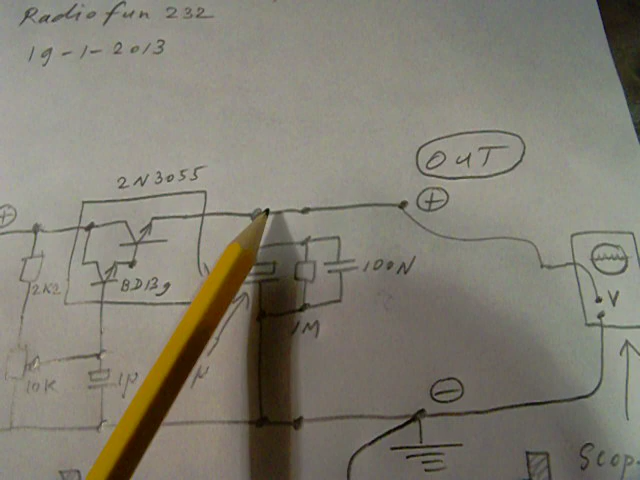 Radiofun 232
19-1-2013
OUT
2N3055
+
+
2K2
BD139
100N
1M
V
10K
1µ
µ
-
Scop